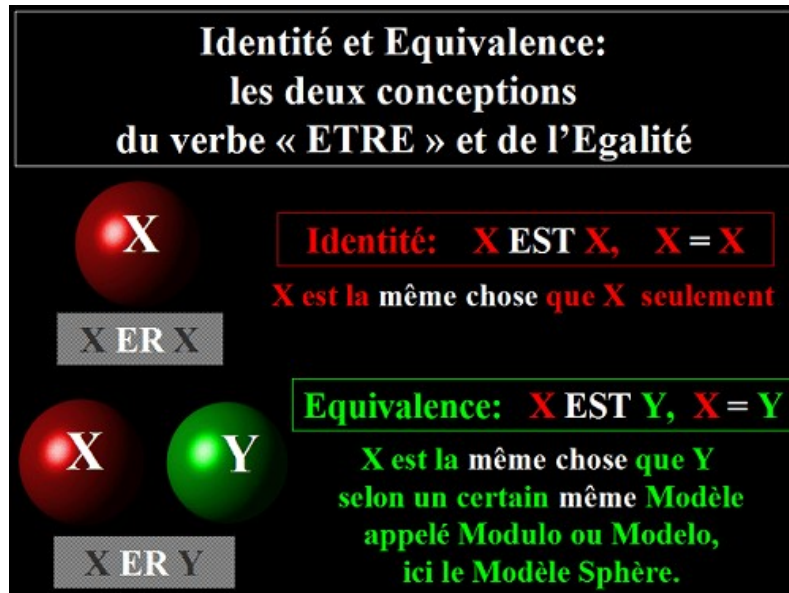 Identité et Equivalence:
les deux conceptions
du verbe « ETRE » et de l’Egalité
X
Identité: X EST X, X = X
X est la même chose que X seulement
X ER X
Equivalence: X EST Y, X = Y
X Y
X est la même chose que Y
selon un certain même Modèle
appelé Modulo ou Modelo,
ici le Modèle Sphère.
X ER Y